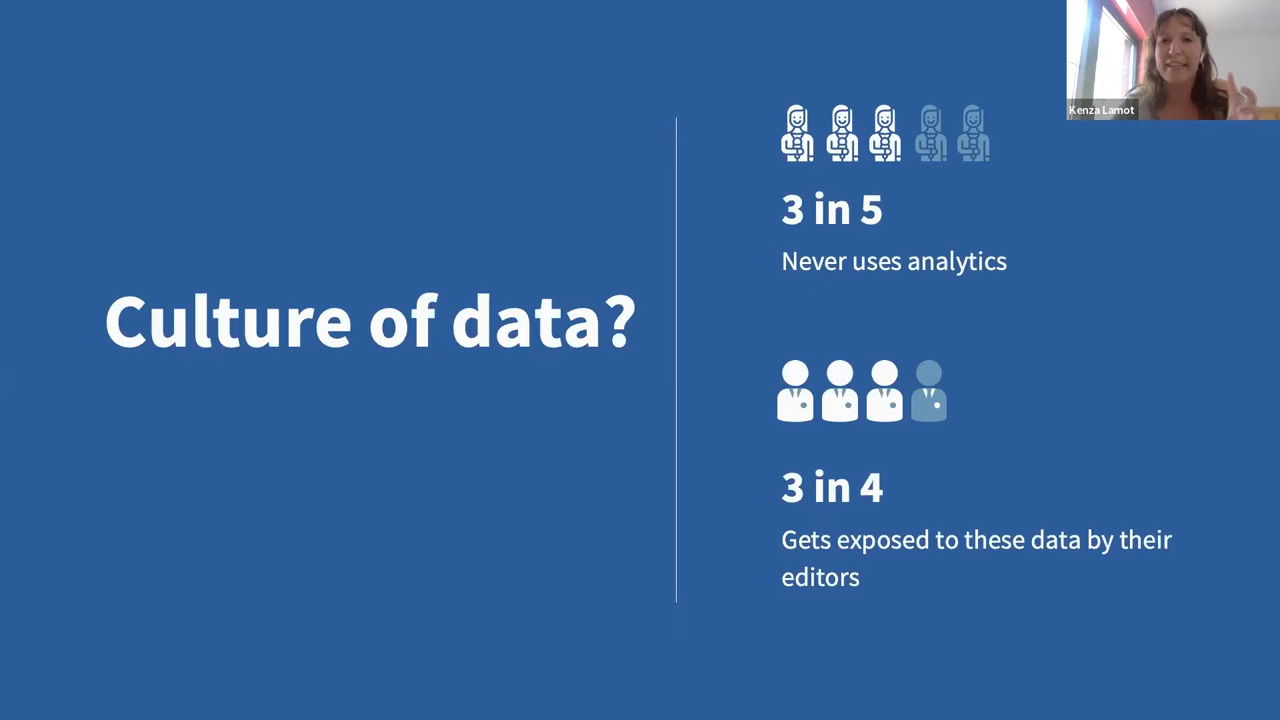 Kenza Lamot
Culture of data?
3 in 5
Never uses analytics
3 in 4
Gets exposed to these data by their
editors